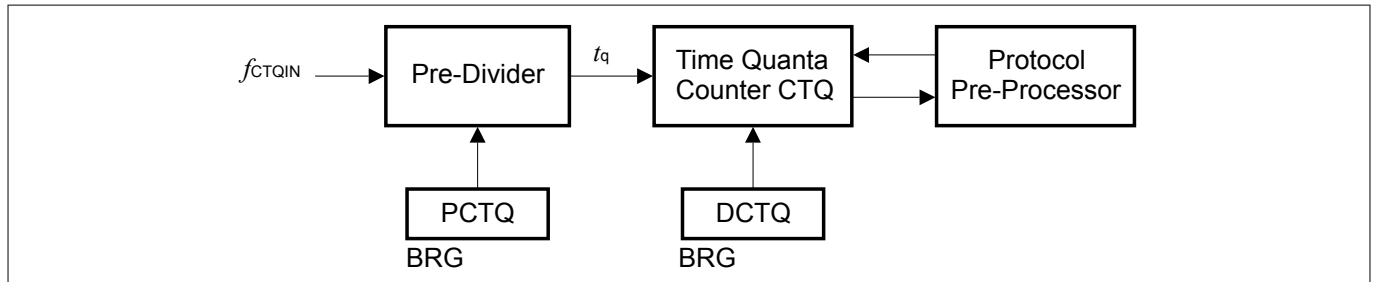 fCTQIN
Pre-Divider
tq
Time Quanta
Counter CTQ
Protocol
Pre-Processor
PCTQ
BRG
DCTQ
BRG